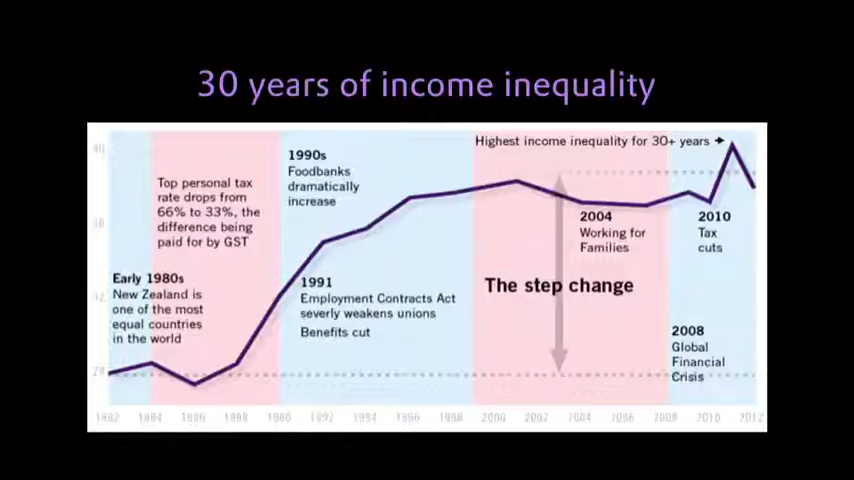 30 years of income inequality
Highest income inequality for 30+ years
1990s
Foodbanks
dramatically
increase
Top personal tax
rate drops from
66% to 33%, the
difference being
paid for by GST
2004
Working for
Families
2010
Tax
cuts
Early 1980s
New Zealand is
one of the most
equal countries
in the world
1991
Employment Contracts Act
severly weakens unions
Benefits cut
The step change
2008
Global
Financial
Crisis
28
1982 1984 1986 1988 1990 1992 1994 1996 1998 2000 2002 2004 2006 2008 2010 2012